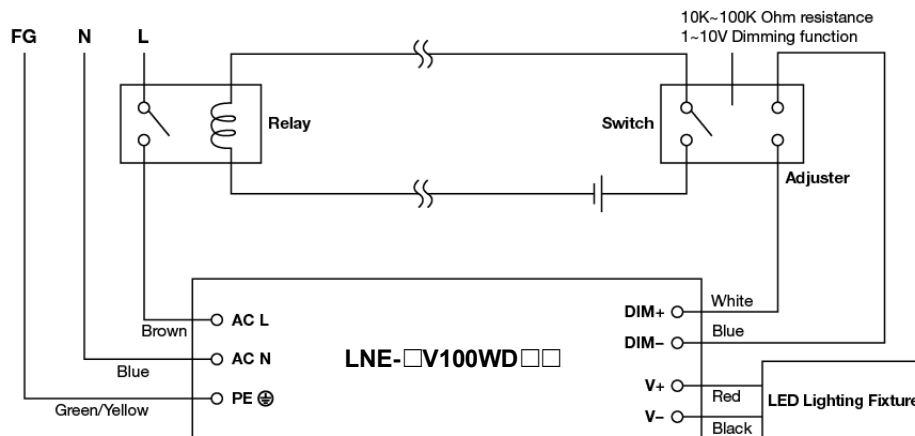 10K~100K Ohm resistance
1~10V Dimming function
FG N L
Relay
Switch
Adjuster
Brown
AC L
Blue
AC N
Green/Yellow
PE
LNE-□V100WD□□
DIM+
White
DIM−
Blue
V+
Red
V−
Black
LED Lighting Fixture